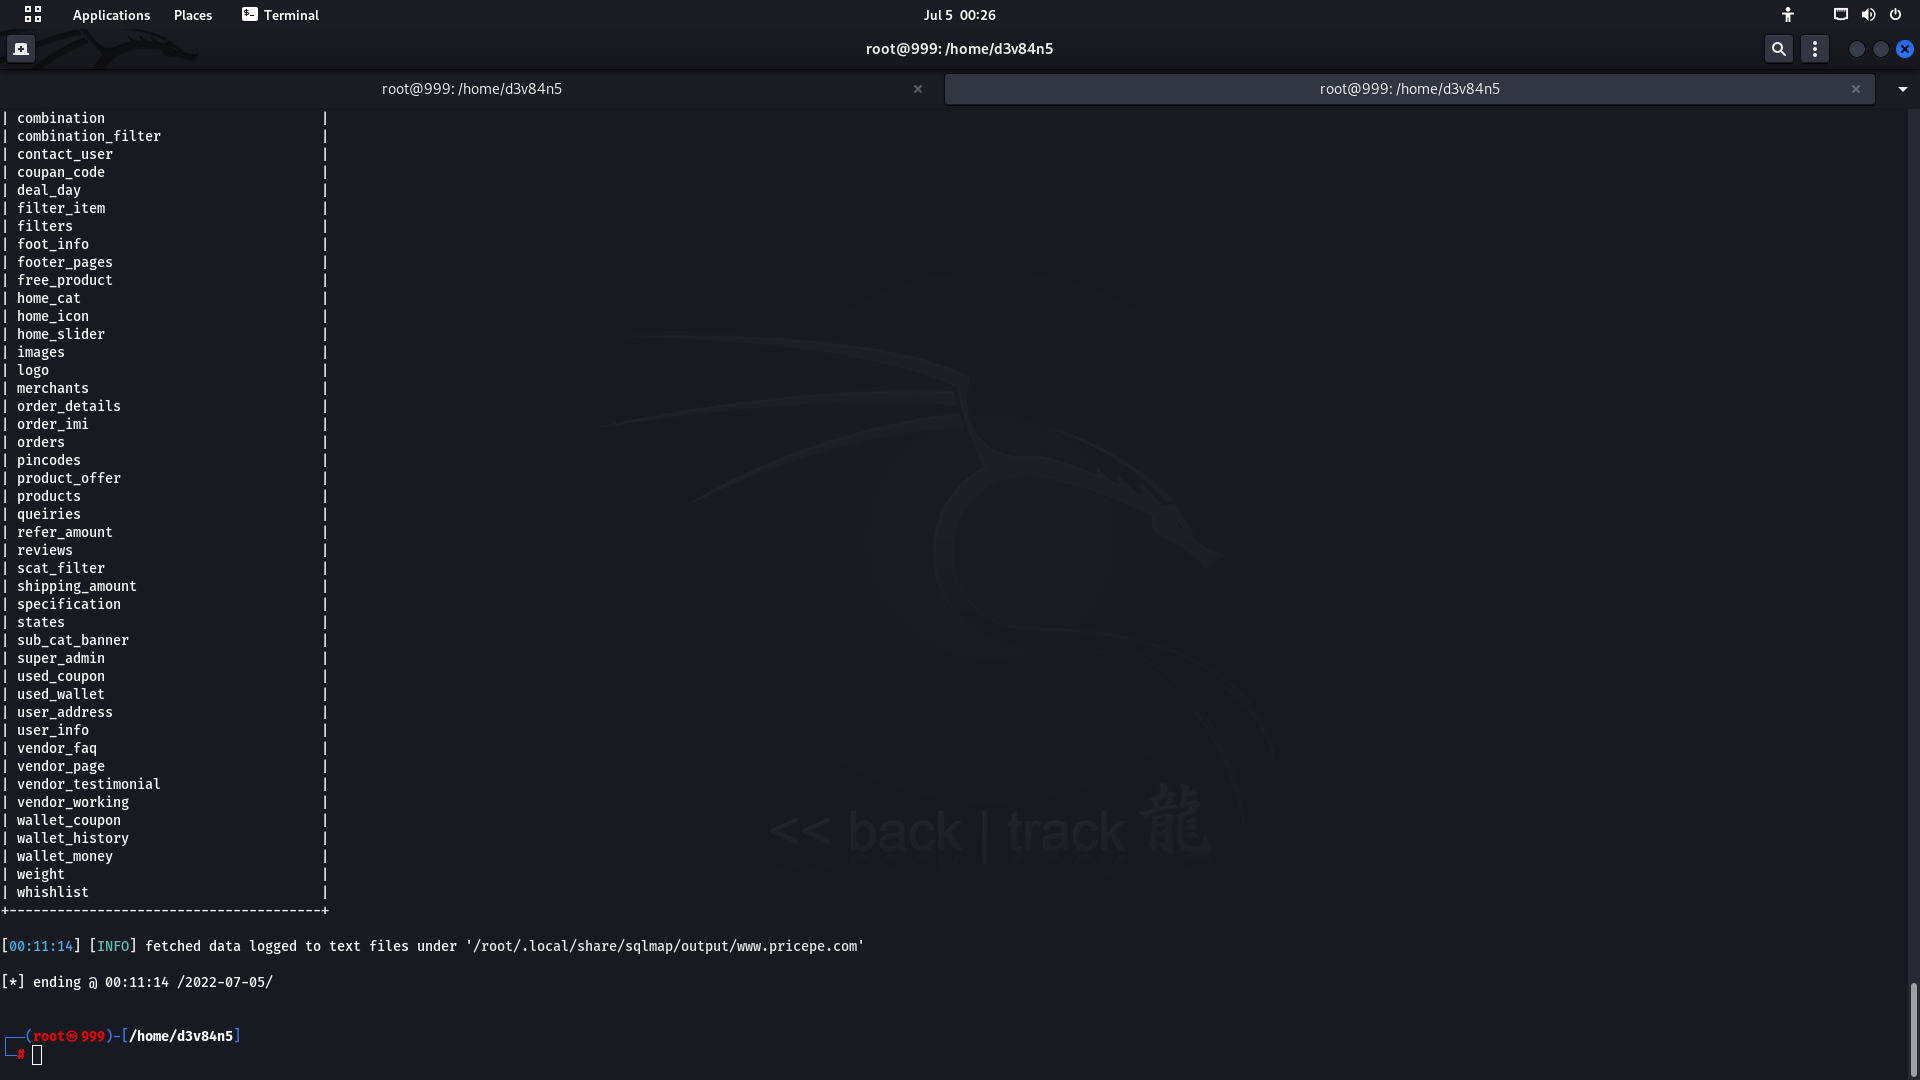 Applications Places Terminal Jul 5 00:26
root@999: /home/d3v84n5
root@999: /home/d3v84n5 × root@999: /home/d3v84n5 ×
| combination |
| combination_filter |
| contact_user |
| coupan_code |
| deal_day |
| filter_item |
| filters |
| foot_info |
| footer_pages |
| free_product |
| home_cat |
| home_icon |
| home_slider |
| images |
| logo |
| merchants |
| order_details |
| order_imi |
| orders |
| pincodes |
| product_offer |
| products |
| queiries |
| refer_amount |
| reviews |
| scat_filter |
| shipping_amount |
| specification |
| states |
| sub_cat_banner |
| super_admin |
| used_coupon |
| used_wallet |
| user_address |
| user_info |
| vendor_faq |
| vendor_page |
| vendor_testimonial |
| vendor_working |
| wallet_coupon |
| wallet_history |
| wallet_money |
| weight |
| whishlist |
+---------------------------------------+
[00:11:14] [INFO] fetched data logged to text files under '/root/.local/share/sqlmap/output/www.pricepe.com'
[*] ending @ 00:11:14 /2022-07-05/
┌──(root㉿999)-[/home/d3v84n5]
└─#
<< back | track 龍